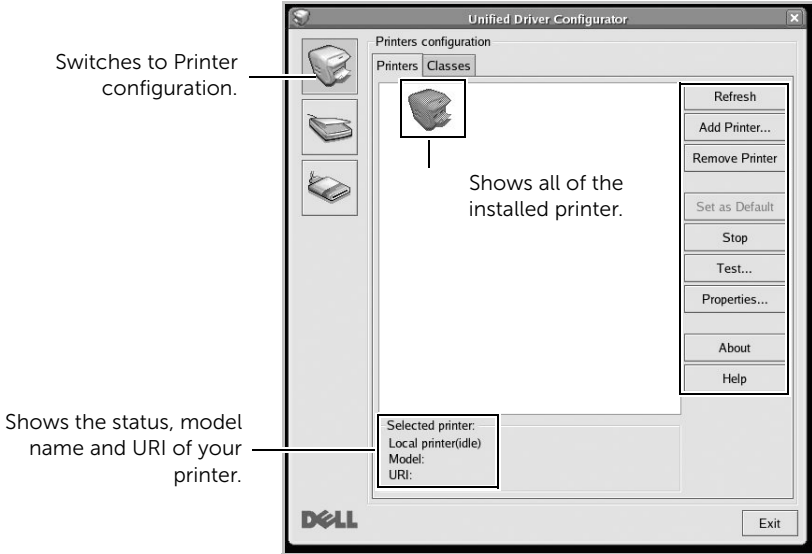 Unified Driver Configurator
Switches to Printer
configuration.
Printers configuration
Printers Classes
Refresh
Add Printer...
Remove Printer
Set as Default
Stop
Test...
Properties...
About
Help
Shows all of the
installed printer.
Shows the status, model
name and URI of your
printer.
Selected printer:
Local printer(idle)
Model:
URI:
DELL
Exit